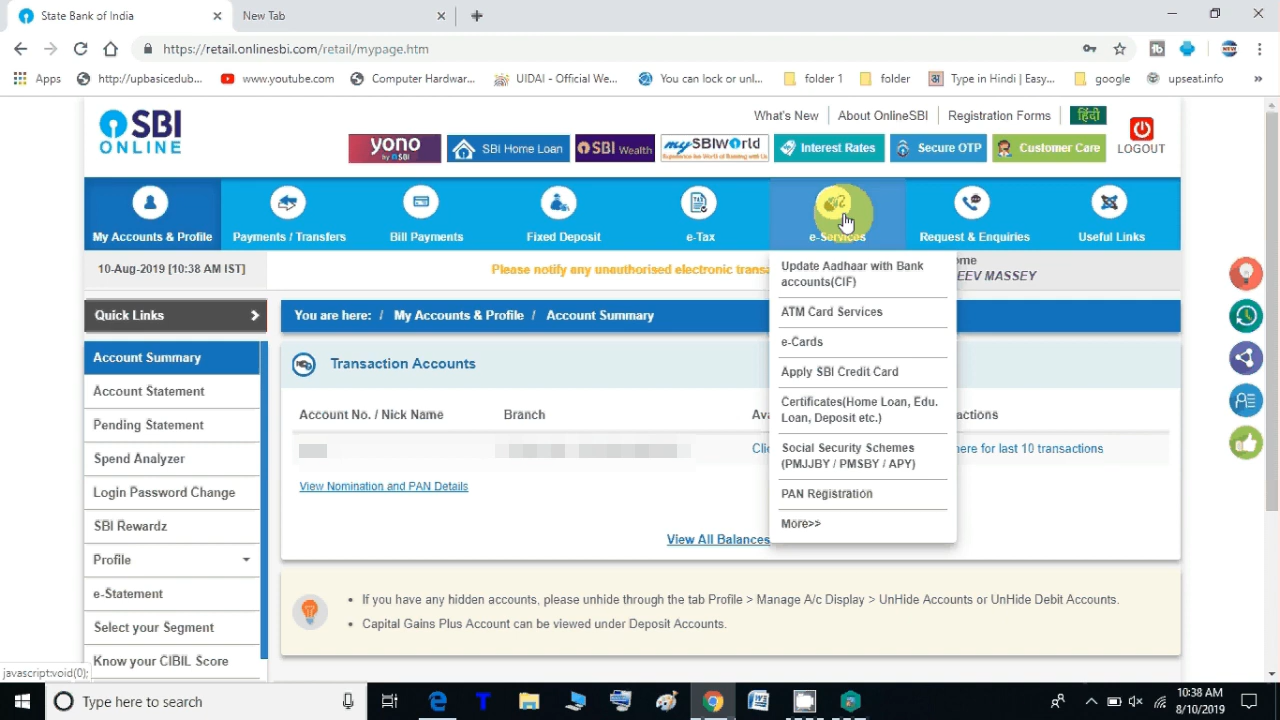 State Bank of India
New Tab
https://retail.onlinesbi.com/retail/mypage.htm
Apps
http://upbasicedub...
www.youtube.com
Computer Hardwar...
UIDAI - Official We...
You can lock or unl...
folder 1
folder
Type in Hindi | Easy...
google
upseat.info
»
SBI
ONLINE
What's New
About OnlineSBI
Registration Forms
हिंदी
yono
by SBI
SBI Home Loan
SBI Wealth
my SBIWorld
Interest Rates
Secure OTP
Customer Care
LOGOUT
My Accounts & Profile
Payments / Transfers
Bill Payments
Fixed Deposit
e-Tax
e-Services
Request & Enquiries
Useful Links
10-Aug-2019 [10:38 AM IST]
Please notify any unauthorised electronic transa
ome
EEV MASSEY
Quick Links
You are here: / My Accounts & Profile / Account Summary
Account Summary
Account Statement
Pending Statement
Spend Analyzer
Login Password Change
SBI Rewardz
Profile
e-Statement
Select your Segment
Know your CIBIL Score
Transaction Accounts
Account No. / Nick Name
Branch
Ava
actions
Clic
here for last 10 transactions
View Nomination and PAN Details
View All Balances
Update Aadhaar with Bank
accounts(CIF)
ATM Card Services
e-Cards
Apply SBI Credit Card
Certificates(Home Loan, Edu.
Loan, Deposit etc.)
Social Security Schemes
(PMJJBY / PMSBY / APY)
PAN Registration
More>>
If you have any hidden accounts, please unhide through the tab Profile > Manage A/c Display > UnHide Accounts or UnHide Debit Accounts.
Capital Gains Plus Account can be viewed under Deposit Accounts.
javascript:void(0);
Type here to search
10:38 AM
8/10/2019